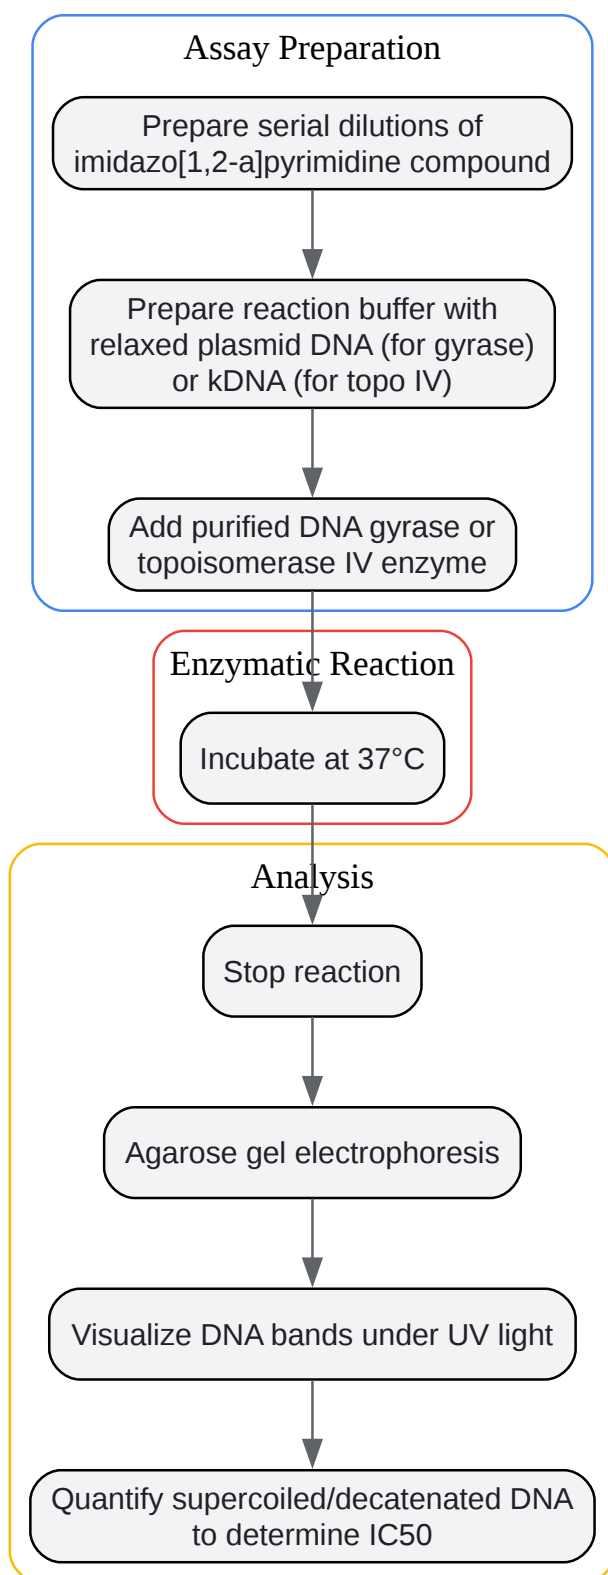 Assay Preparation
Prepare serial dilutions of
imidazo[1,2-a]pyrimidine compound
Prepare reaction buffer with
relaxed plasmid DNA (for gyrase)
or kDNA (for topo IV)
Add purified DNA gyrase or
topoisomerase IV enzyme
Enzymatic Reaction
Incubate at 37°C
Analysis
Stop reaction
Agarose gel electrophoresis
Visualize DNA bands under UV light
Quantify supercoiled/decatenated DNA
to determine IC50